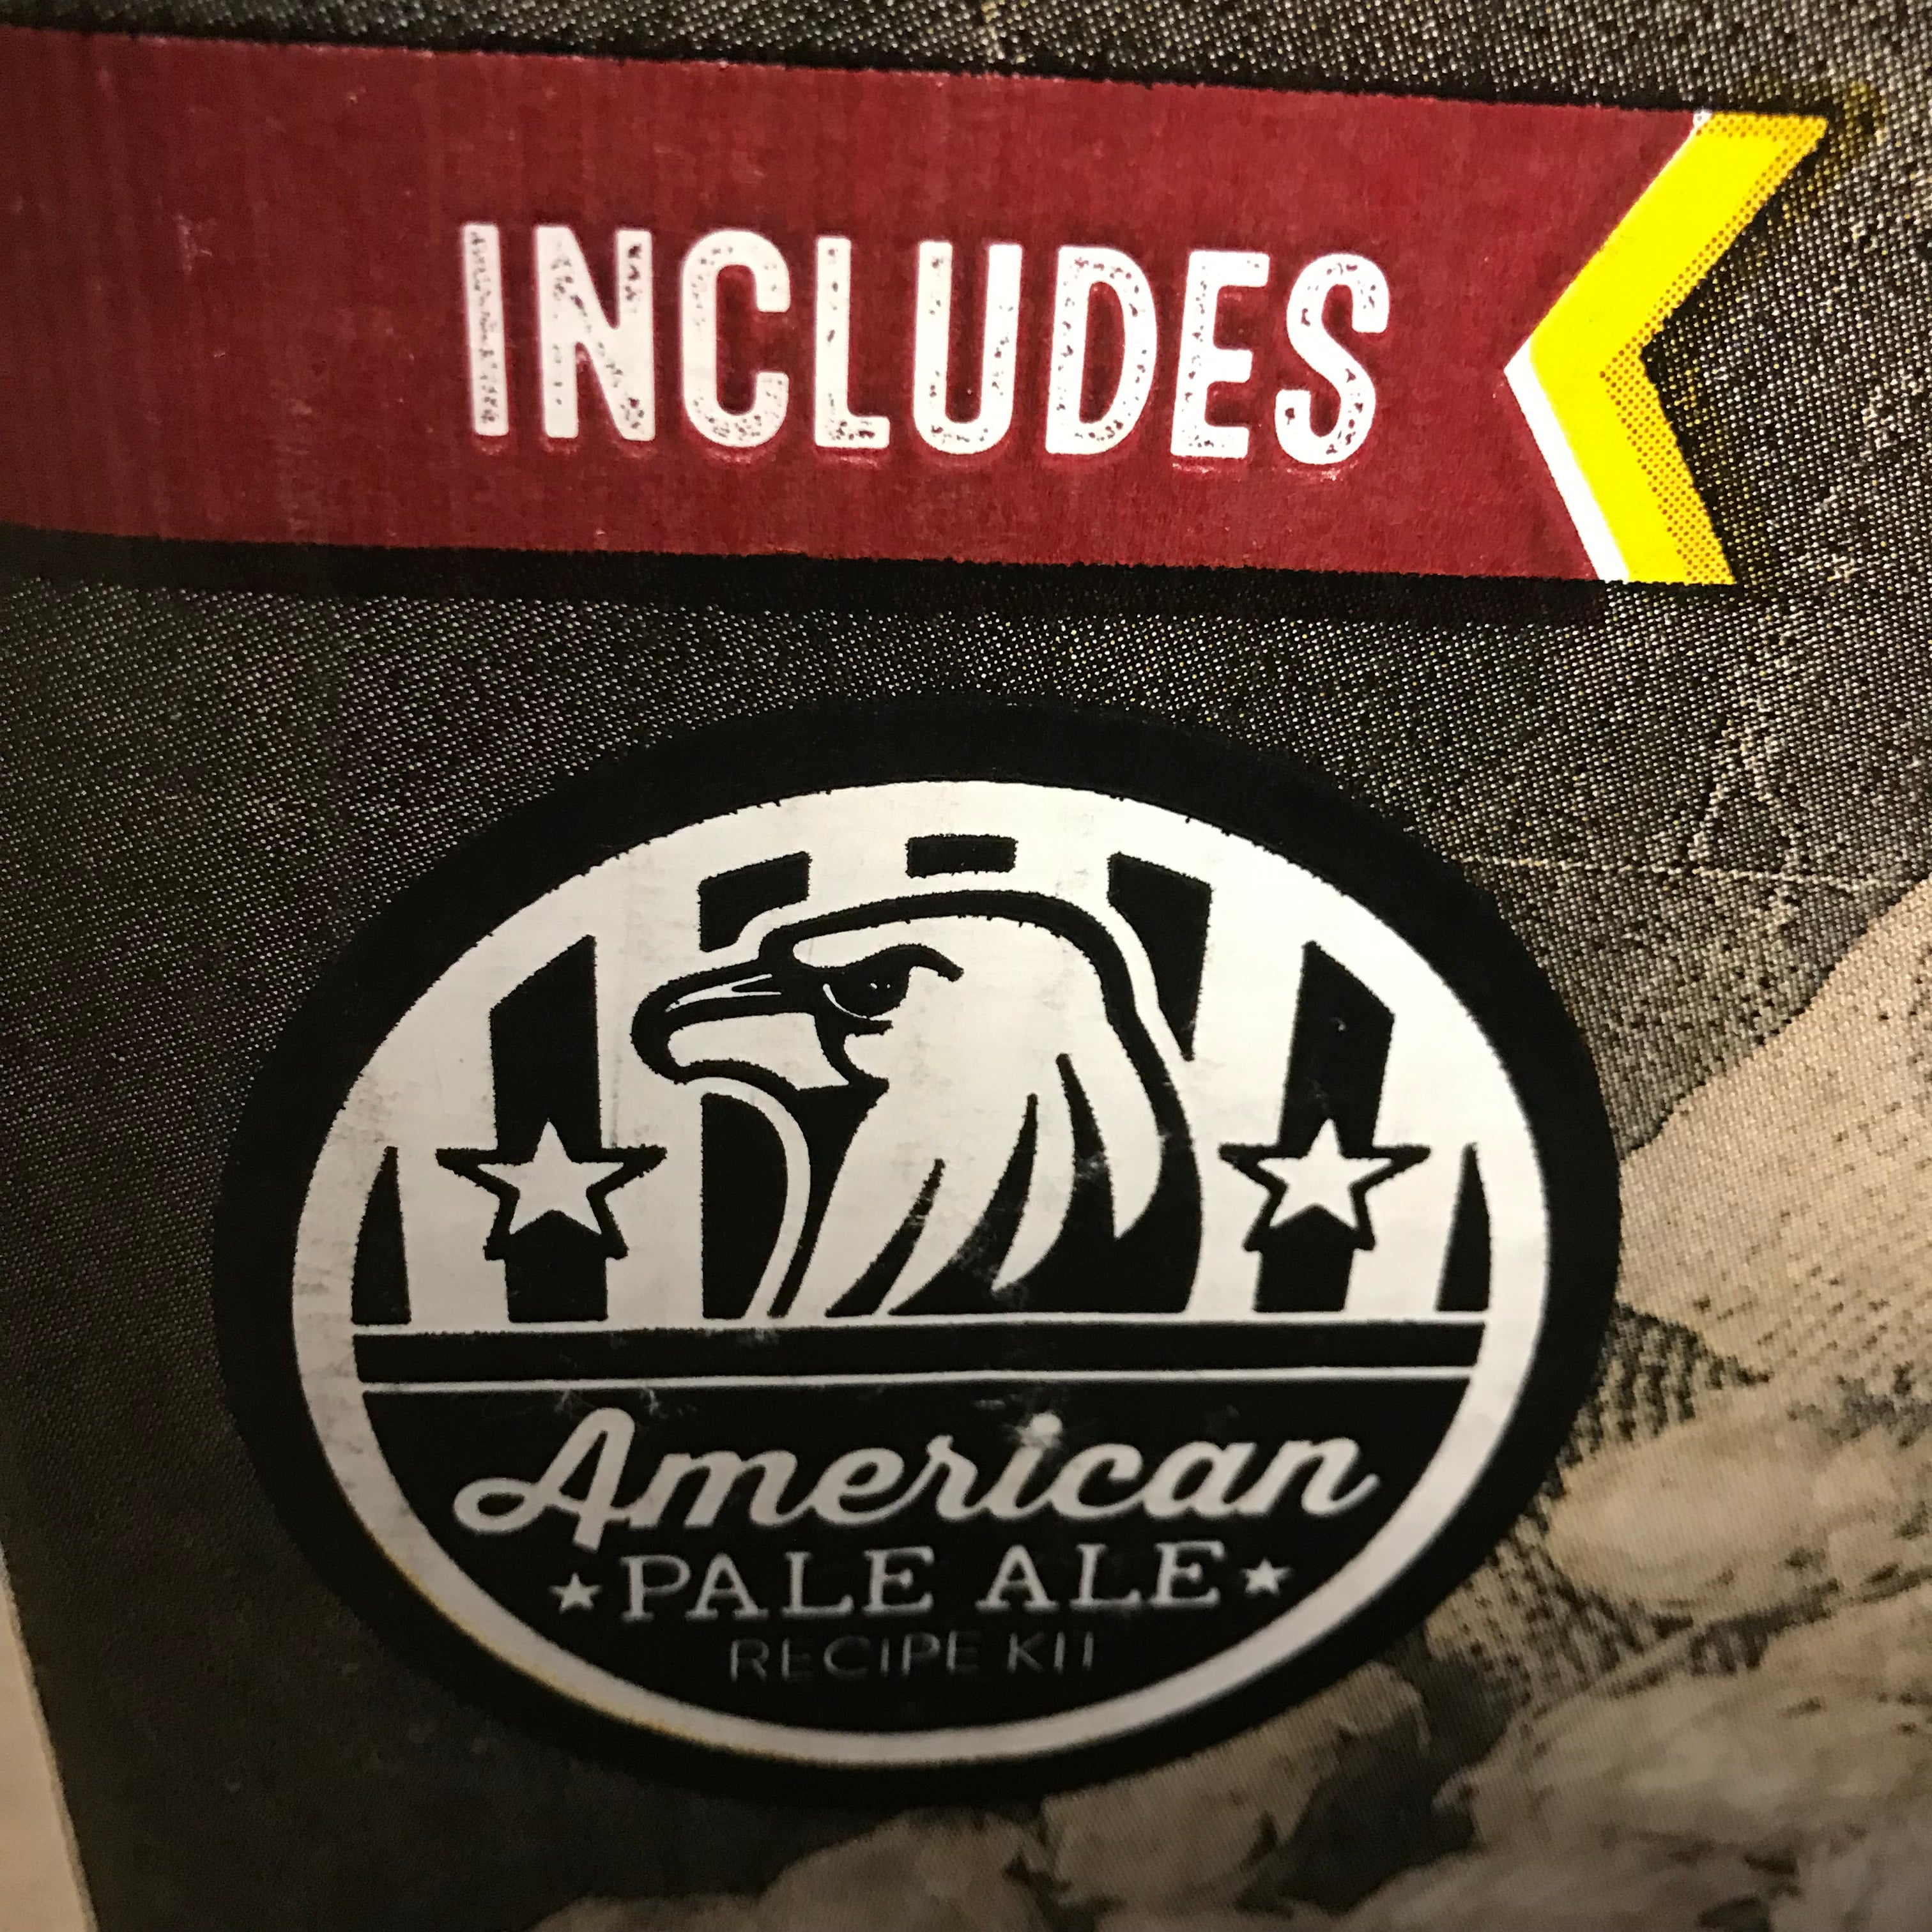 INCLUDES
American
PALE ALE
RECIPE KIT